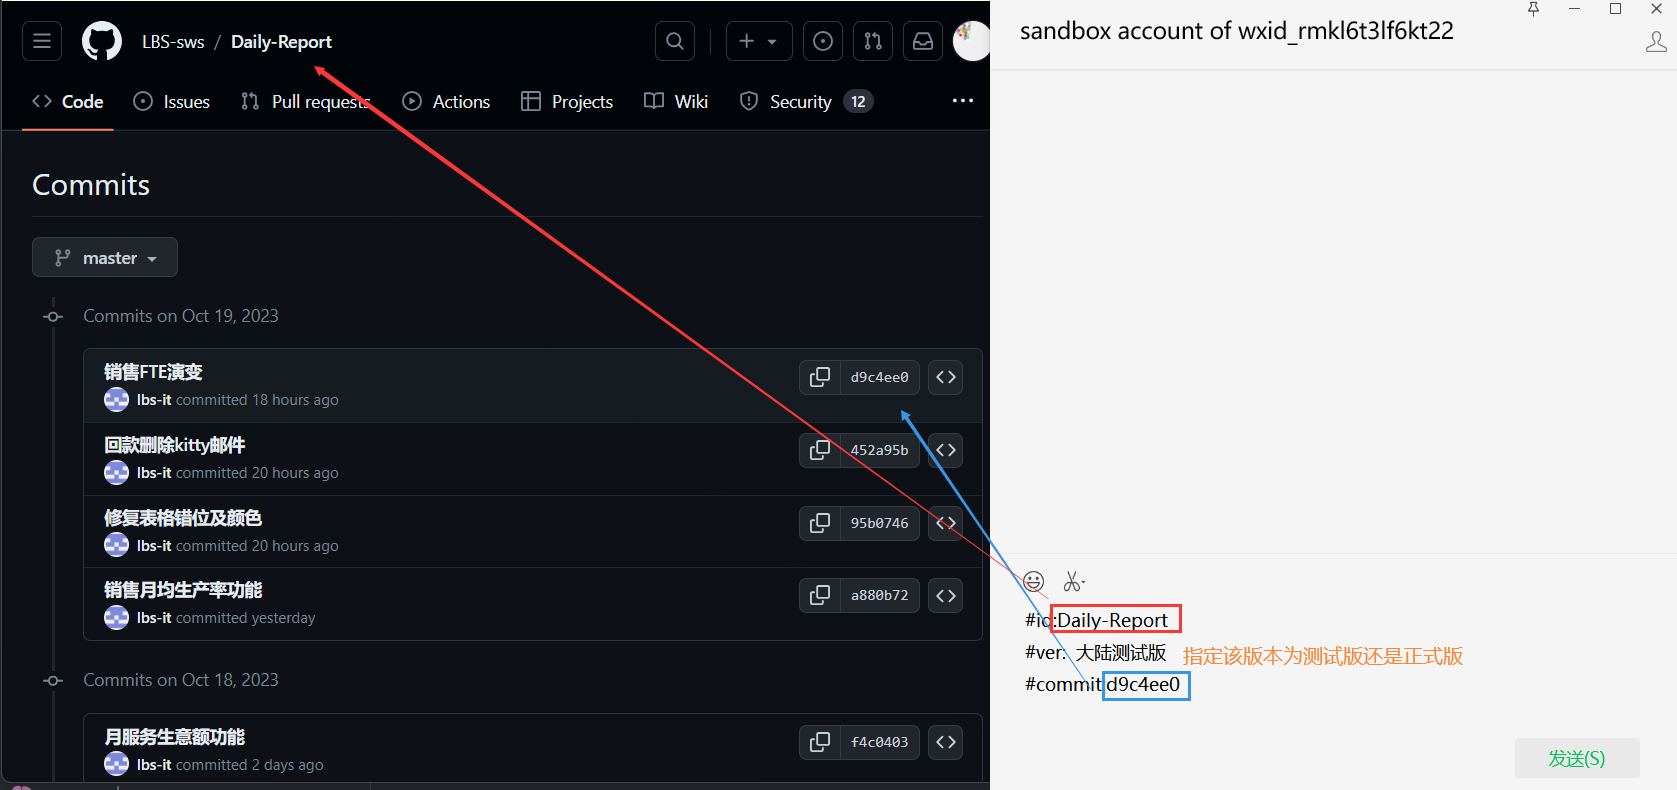 LBS-sws / Daily-Report
Code
Issues
Pull requests
Actions
Projects
Wiki
Security 12
Commits
master
Commits on Oct 19, 2023
销售FTE演变
lbs-it committed 18 hours ago
d9c4ee0
回款删除kitty邮件
lbs-it committed 20 hours ago
452a95b
修复表格错位及颜色
lbs-it committed 20 hours ago
95b0746
销售月均生产率功能
lbs-it committed yesterday
a880b72
Commits on Oct 18, 2023
月服务生意额功能
lbs-it committed 2 days ago
f4c0403
sandbox account of wxid_rmkl6t3lf6kt22
#id:Daily-Report
#ver: 大陆测试版 指定该版本为测试版还是正式版
#commit:d9c4ee0
发送(S)